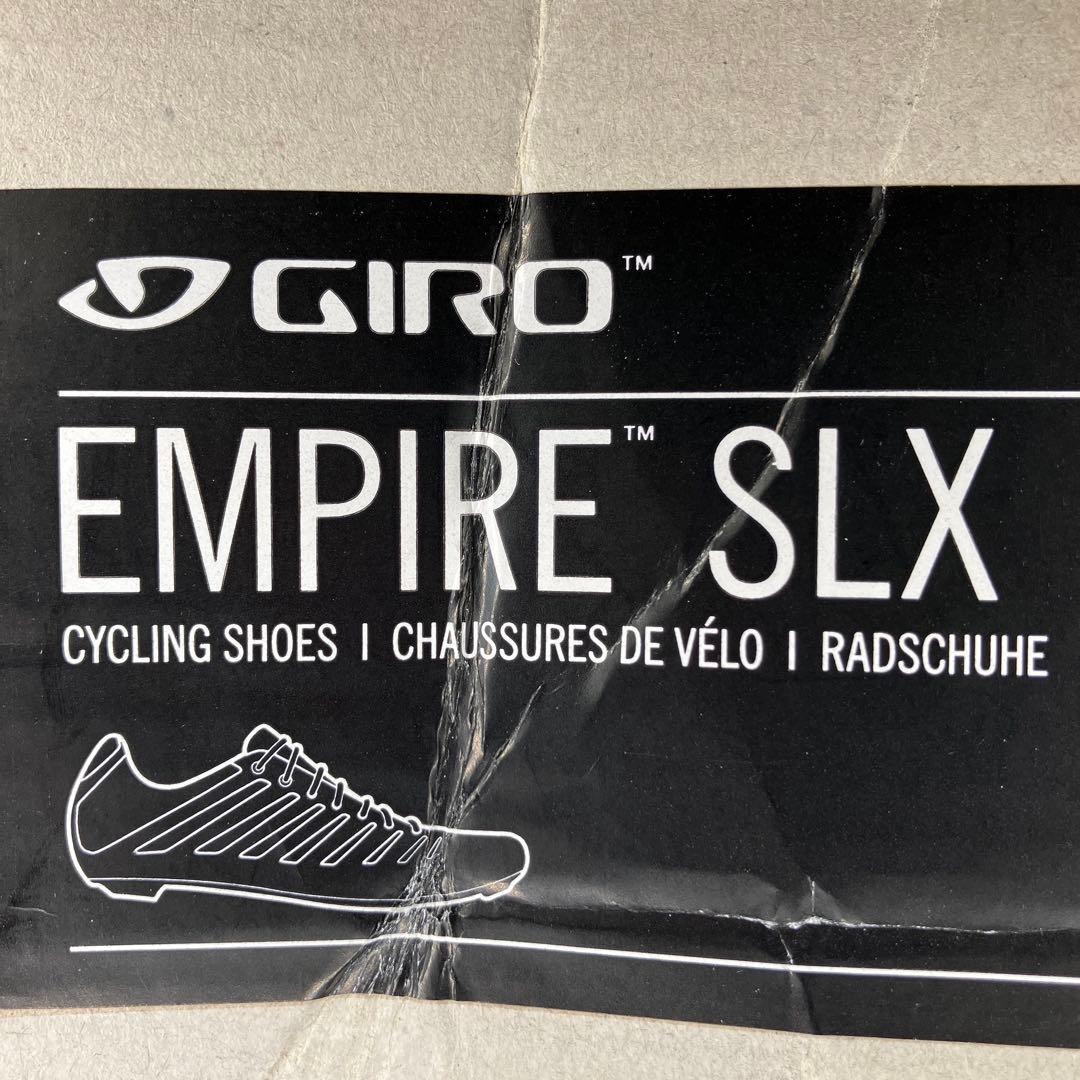 GIRO™
EMPIRE™ SLX
CYCLING SHOES | CHAUSSURES DE VÉLO | RADSCHUHE